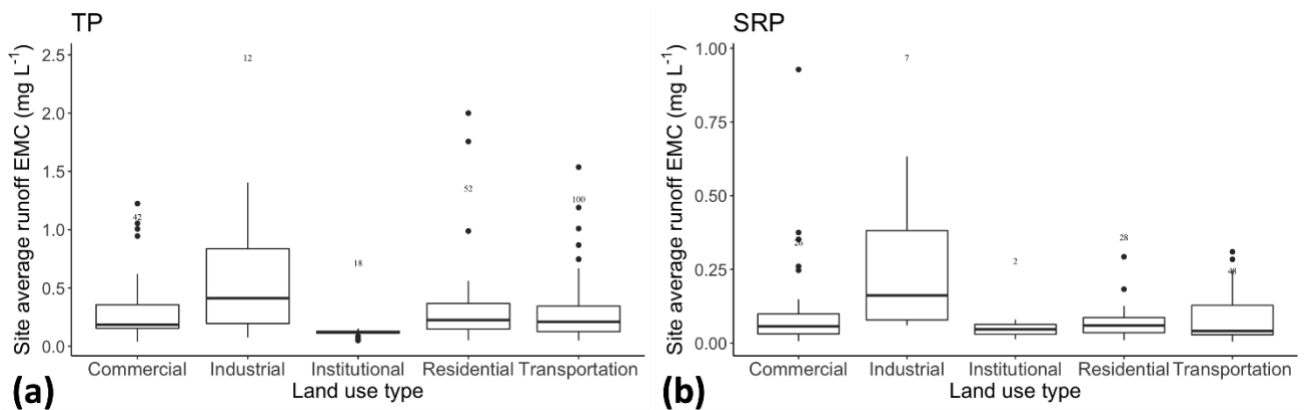 TP
Site average runoff EMC (mg L⁻¹)
2.5
2.0
1.5
1.0
0.5
0.0
12
42
52
100
18
Commercial Industrial Institutional Residential Transportation
Land use type
(a)
SRP
Site average runoff EMC (mg L⁻¹)
1.00
0.75
0.50
0.25
0.00
7
26
28
2
48
Commercial Industrial Institutional Residential Transportation
Land use type
(b)